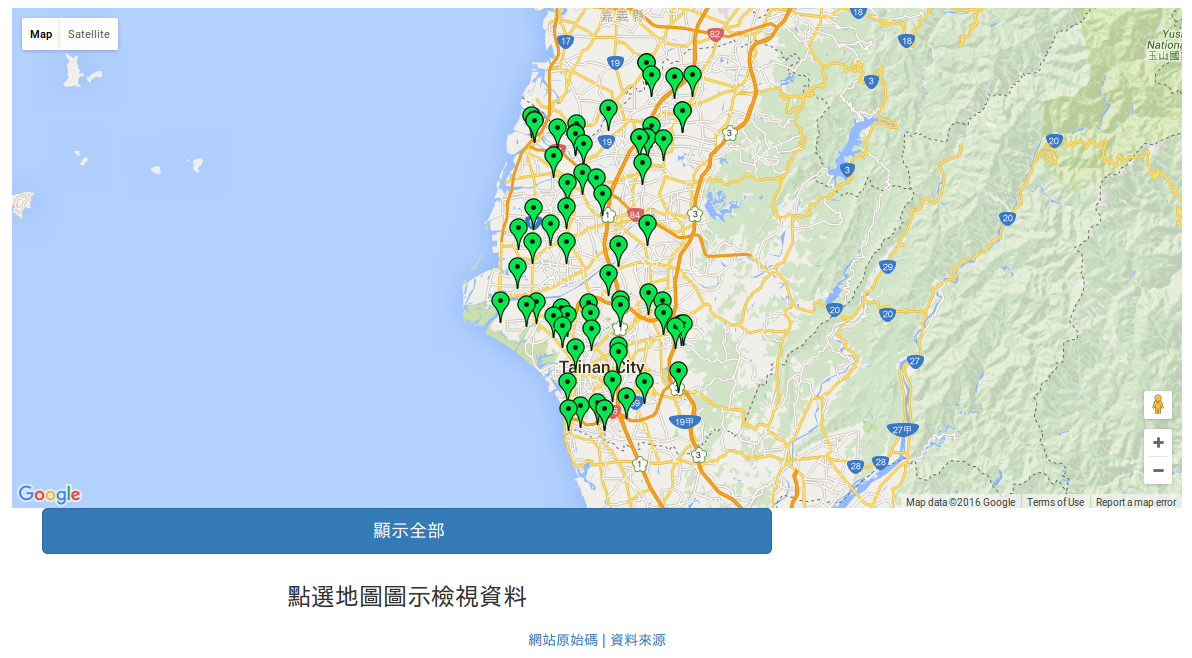 Map
Satellite
嘉義縣
18
17
82
18
19
Yus
National
玉山國
3
3
19
20
3
84
1
3
20
29
20
20
27
Tainan City
19甲
27甲
3
28
28
1
Google
Map data ©2016 Google
Terms of Use
Report a map error
顯示全部
點選地圖圖示檢視資料
網站原始碼 | 資料來源